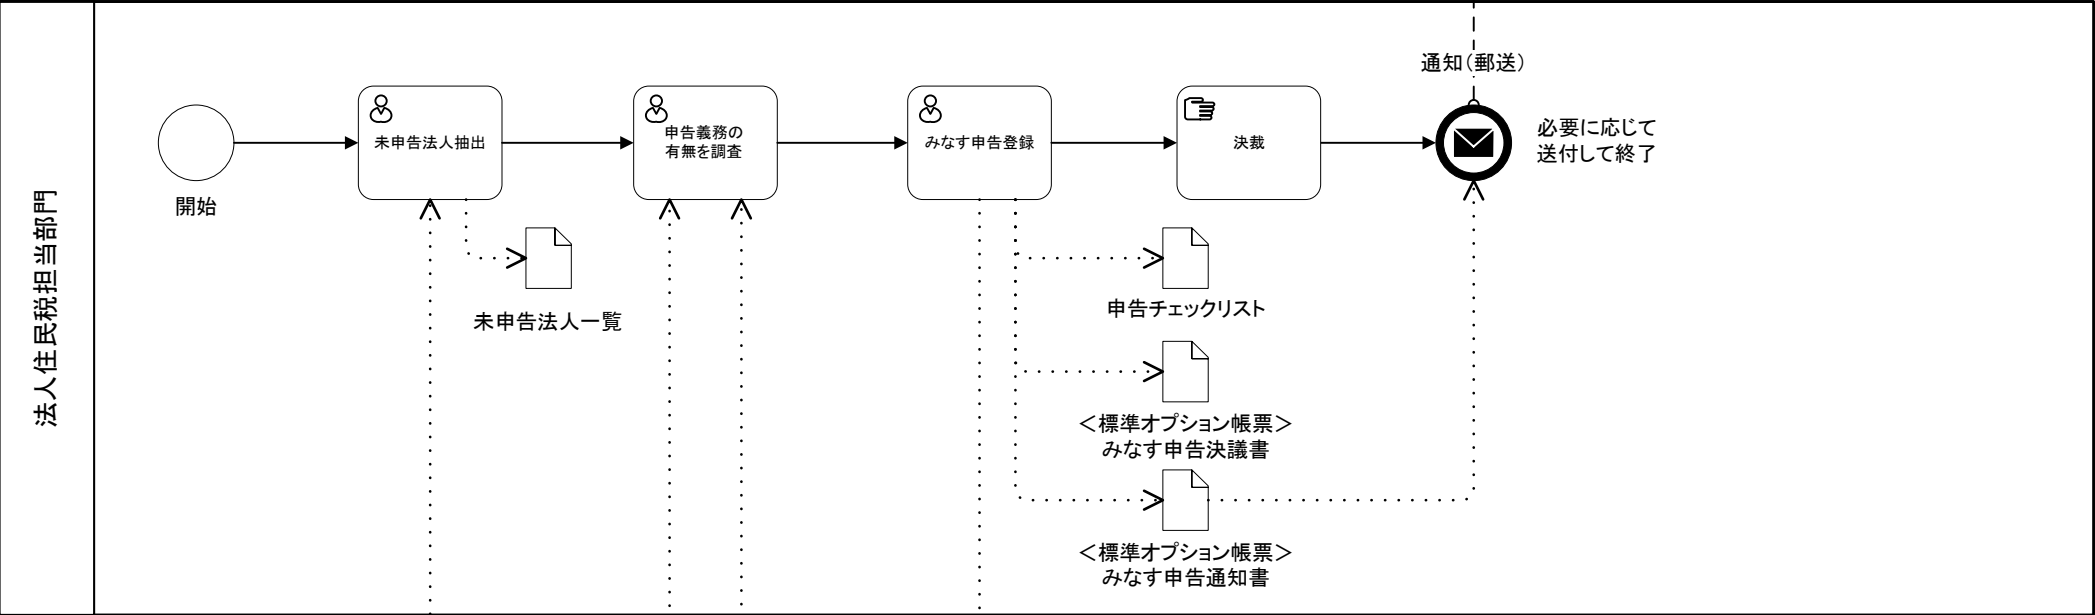 法人住民税担当部門
開始
未申告法人抽出
未申告法人一覧
申告義務の
有無を調査
みなす申告登録
決裁
申告チェックリスト
＜標準オプション帳票＞
みなす申告決議書
＜標準オプション帳票＞
みなす申告通知書
通知（郵送）
必要に応じて
送付して終了